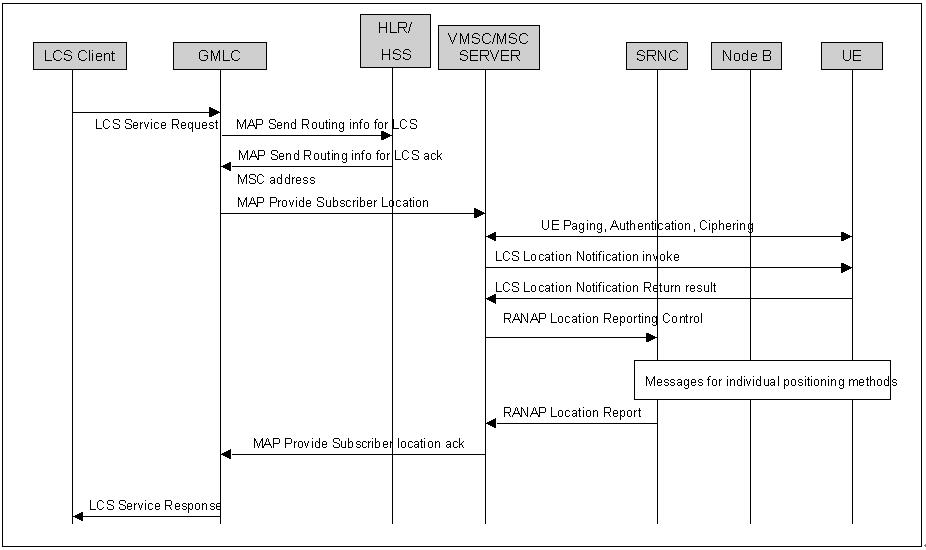 LCS Client
GMLC
HLR/
HSS
VMSC/MSC
SERVER
SRNC
Node B
UE
LCS Service Request
MAP Send Routing info for LCS
MAP Send Routing info for LCS ack
MSC address
MAP Provide Subscriber Location
UE Paging, Authentication, Ciphering
LCS Location Notification invoke
LCS Location Notification Return result
RANAP Location Reporting Control
Messages for individual positioning methods
RANAP Location Report
MAP Provide Subscriber location ack
LCS Service Response